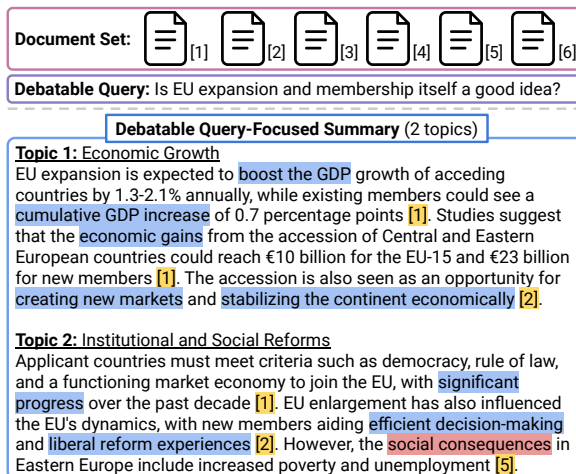 Document Set: [1] [2] [3] [4] [5] [6]
Debatable Query: Is EU expansion and membership itself a good idea?
Debatable Query-Focused Summary (2 topics)
Topic 1: Economic Growth
EU expansion is expected to boost the GDP growth of acceding
countries by 1.3-2.1% annually, while existing members could see a
cumulative GDP increase of 0.7 percentage points [1]. Studies suggest
that the economic gains from the accession of Central and Eastern
European countries could reach €10 billion for the EU-15 and €23 billion
for new members [1]. The accession is also seen as an opportunity for
creating new markets and stabilizing the continent economically [2].
Topic 2: Institutional and Social Reforms
Applicant countries must meet criteria such as democracy, rule of law,
and a functioning market economy to join the EU, with significant
progress over the past decade [1]. EU enlargement has also influenced
the EU's dynamics, with new members aiding efficient decision-making
and liberal reform experiences [2]. However, the social consequences in
Eastern Europe include increased poverty and unemployment [5].